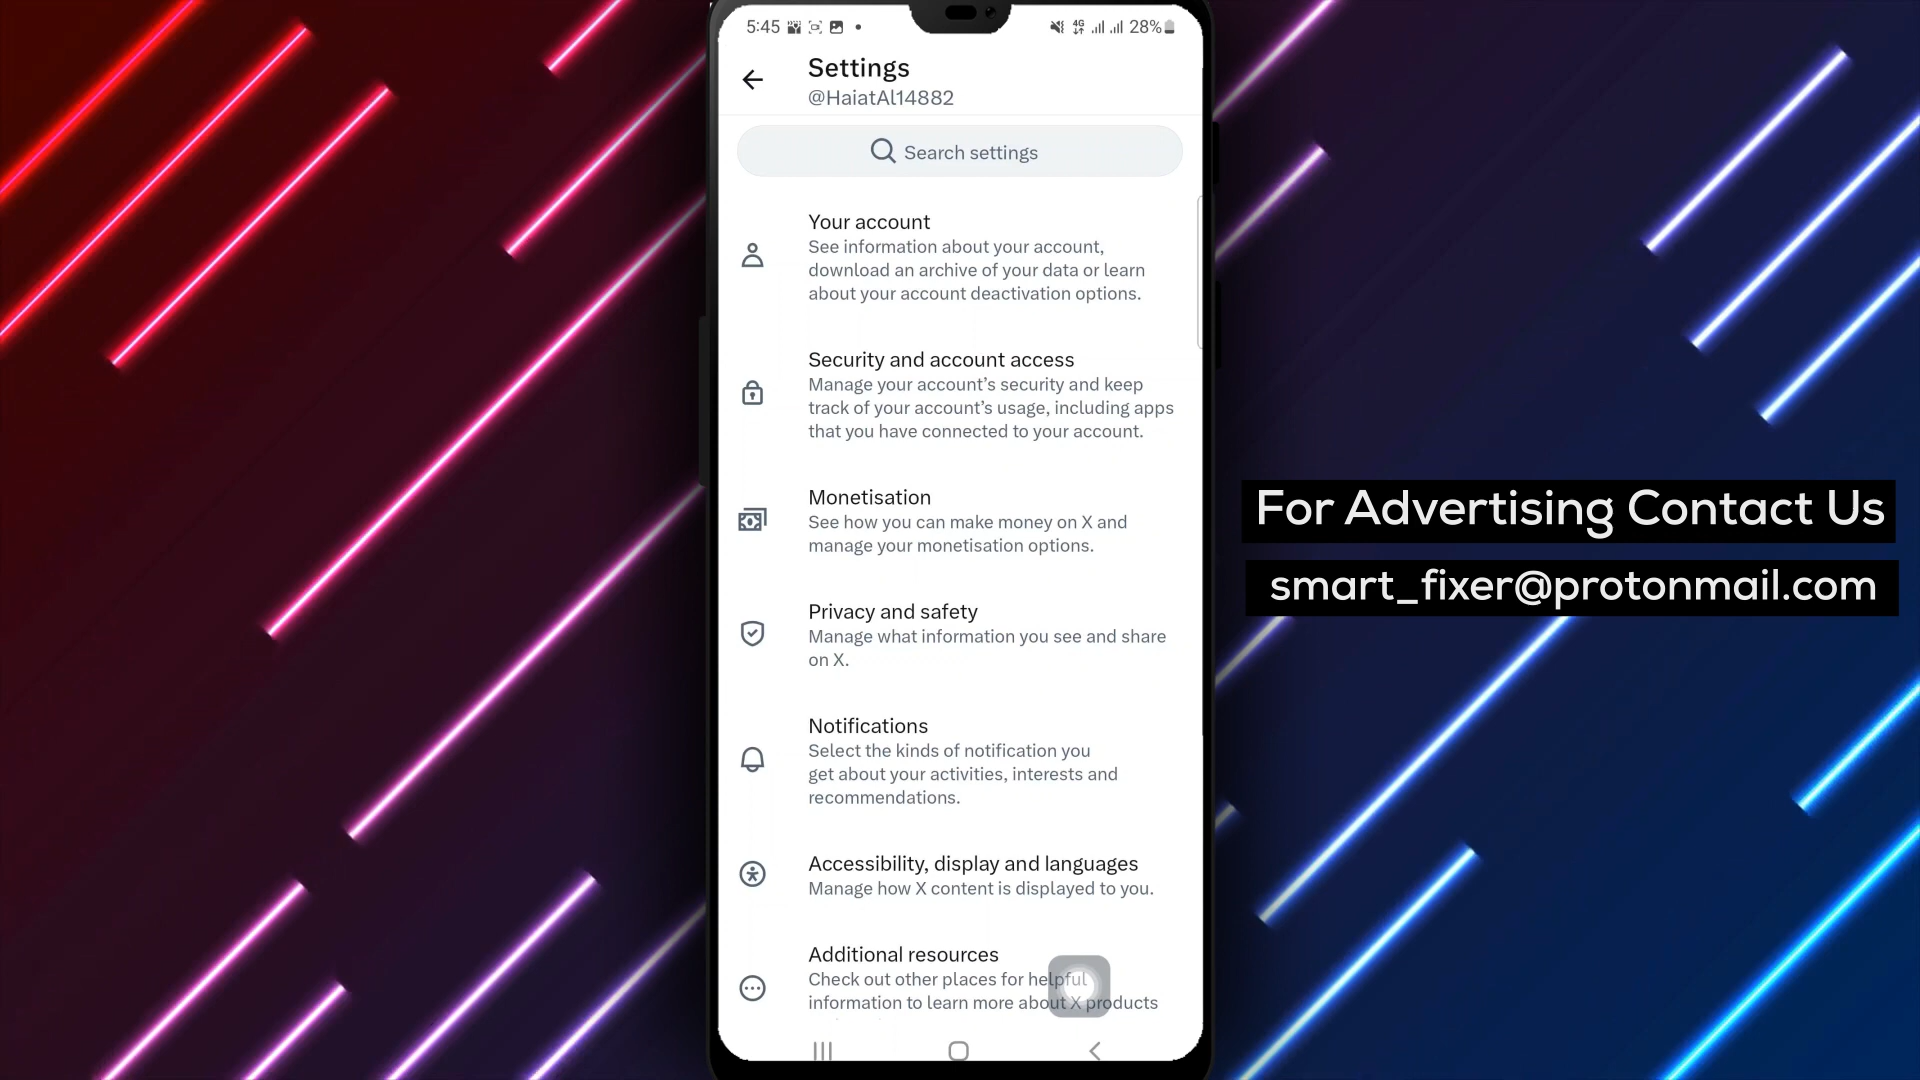 5:45
4G
28%
Settings
@HaiatAl14882
Search settings
Your account
See information about your account,
download an archive of your data or learn
about your account deactivation options.
Security and account access
Manage your account’s security and keep
track of your account’s usage, including apps
that you have connected to your account.
Monetisation
See how you can make money on X and
manage your monetisation options.
Privacy and safety
Manage what information you see and share
on X.
Notifications
Select the kinds of notification you
get about your activities, interests and
recommendations.
Accessibility, display and languages
Manage how X content is displayed to you.
Additional resources
Check out other places for helpful
information to learn more about X products
For Advertising Contact Us
smart_fixer@protonmail.com